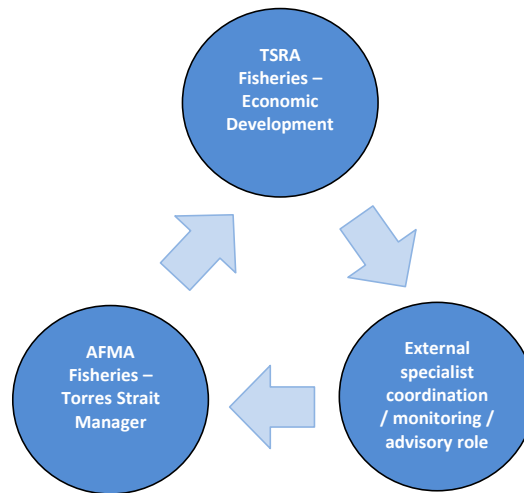 TSRA
Fisheries –
Economic
Development
AFMA
Fisheries –
Torres Strait
Manager
External
specialist
coordination
/ monitoring /
advisory role